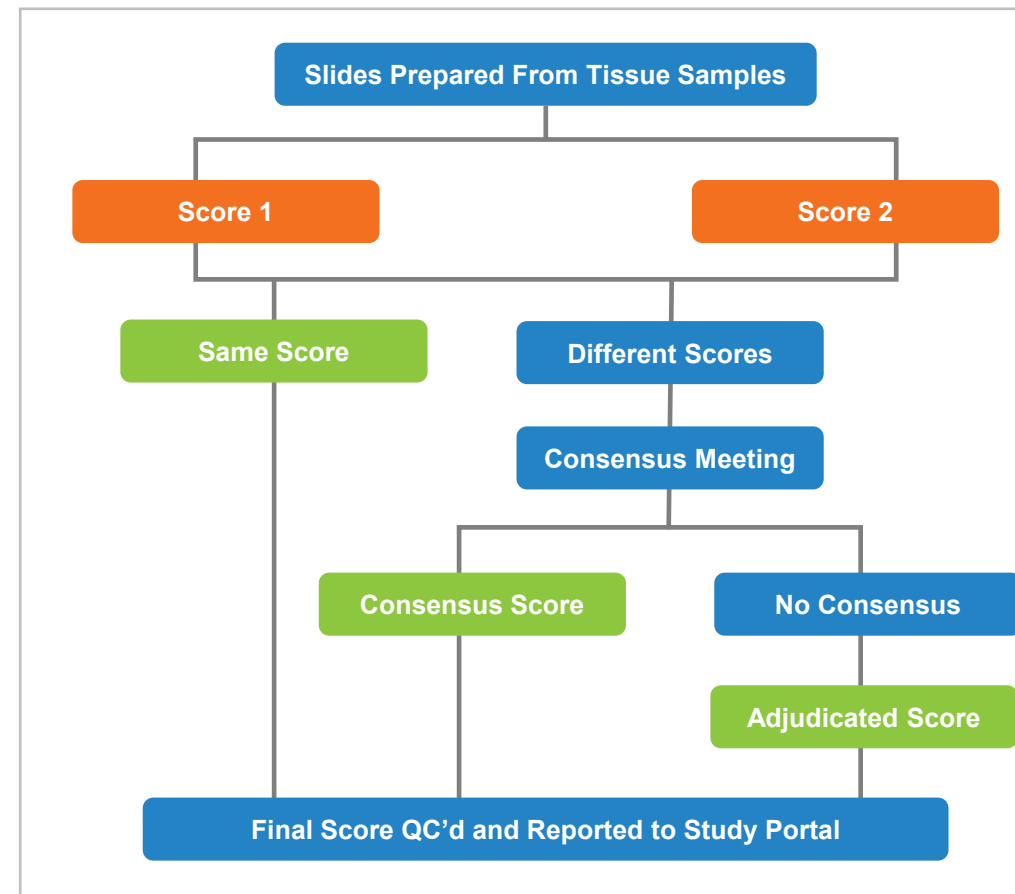 Slides Prepared From Tissue Samples
Score 1
Score 2
Same Score
Different Scores
Consensus Meeting
Consensus Score
No Consensus
Adjudicated Score
Final Score QC’d and Reported to Study Portal